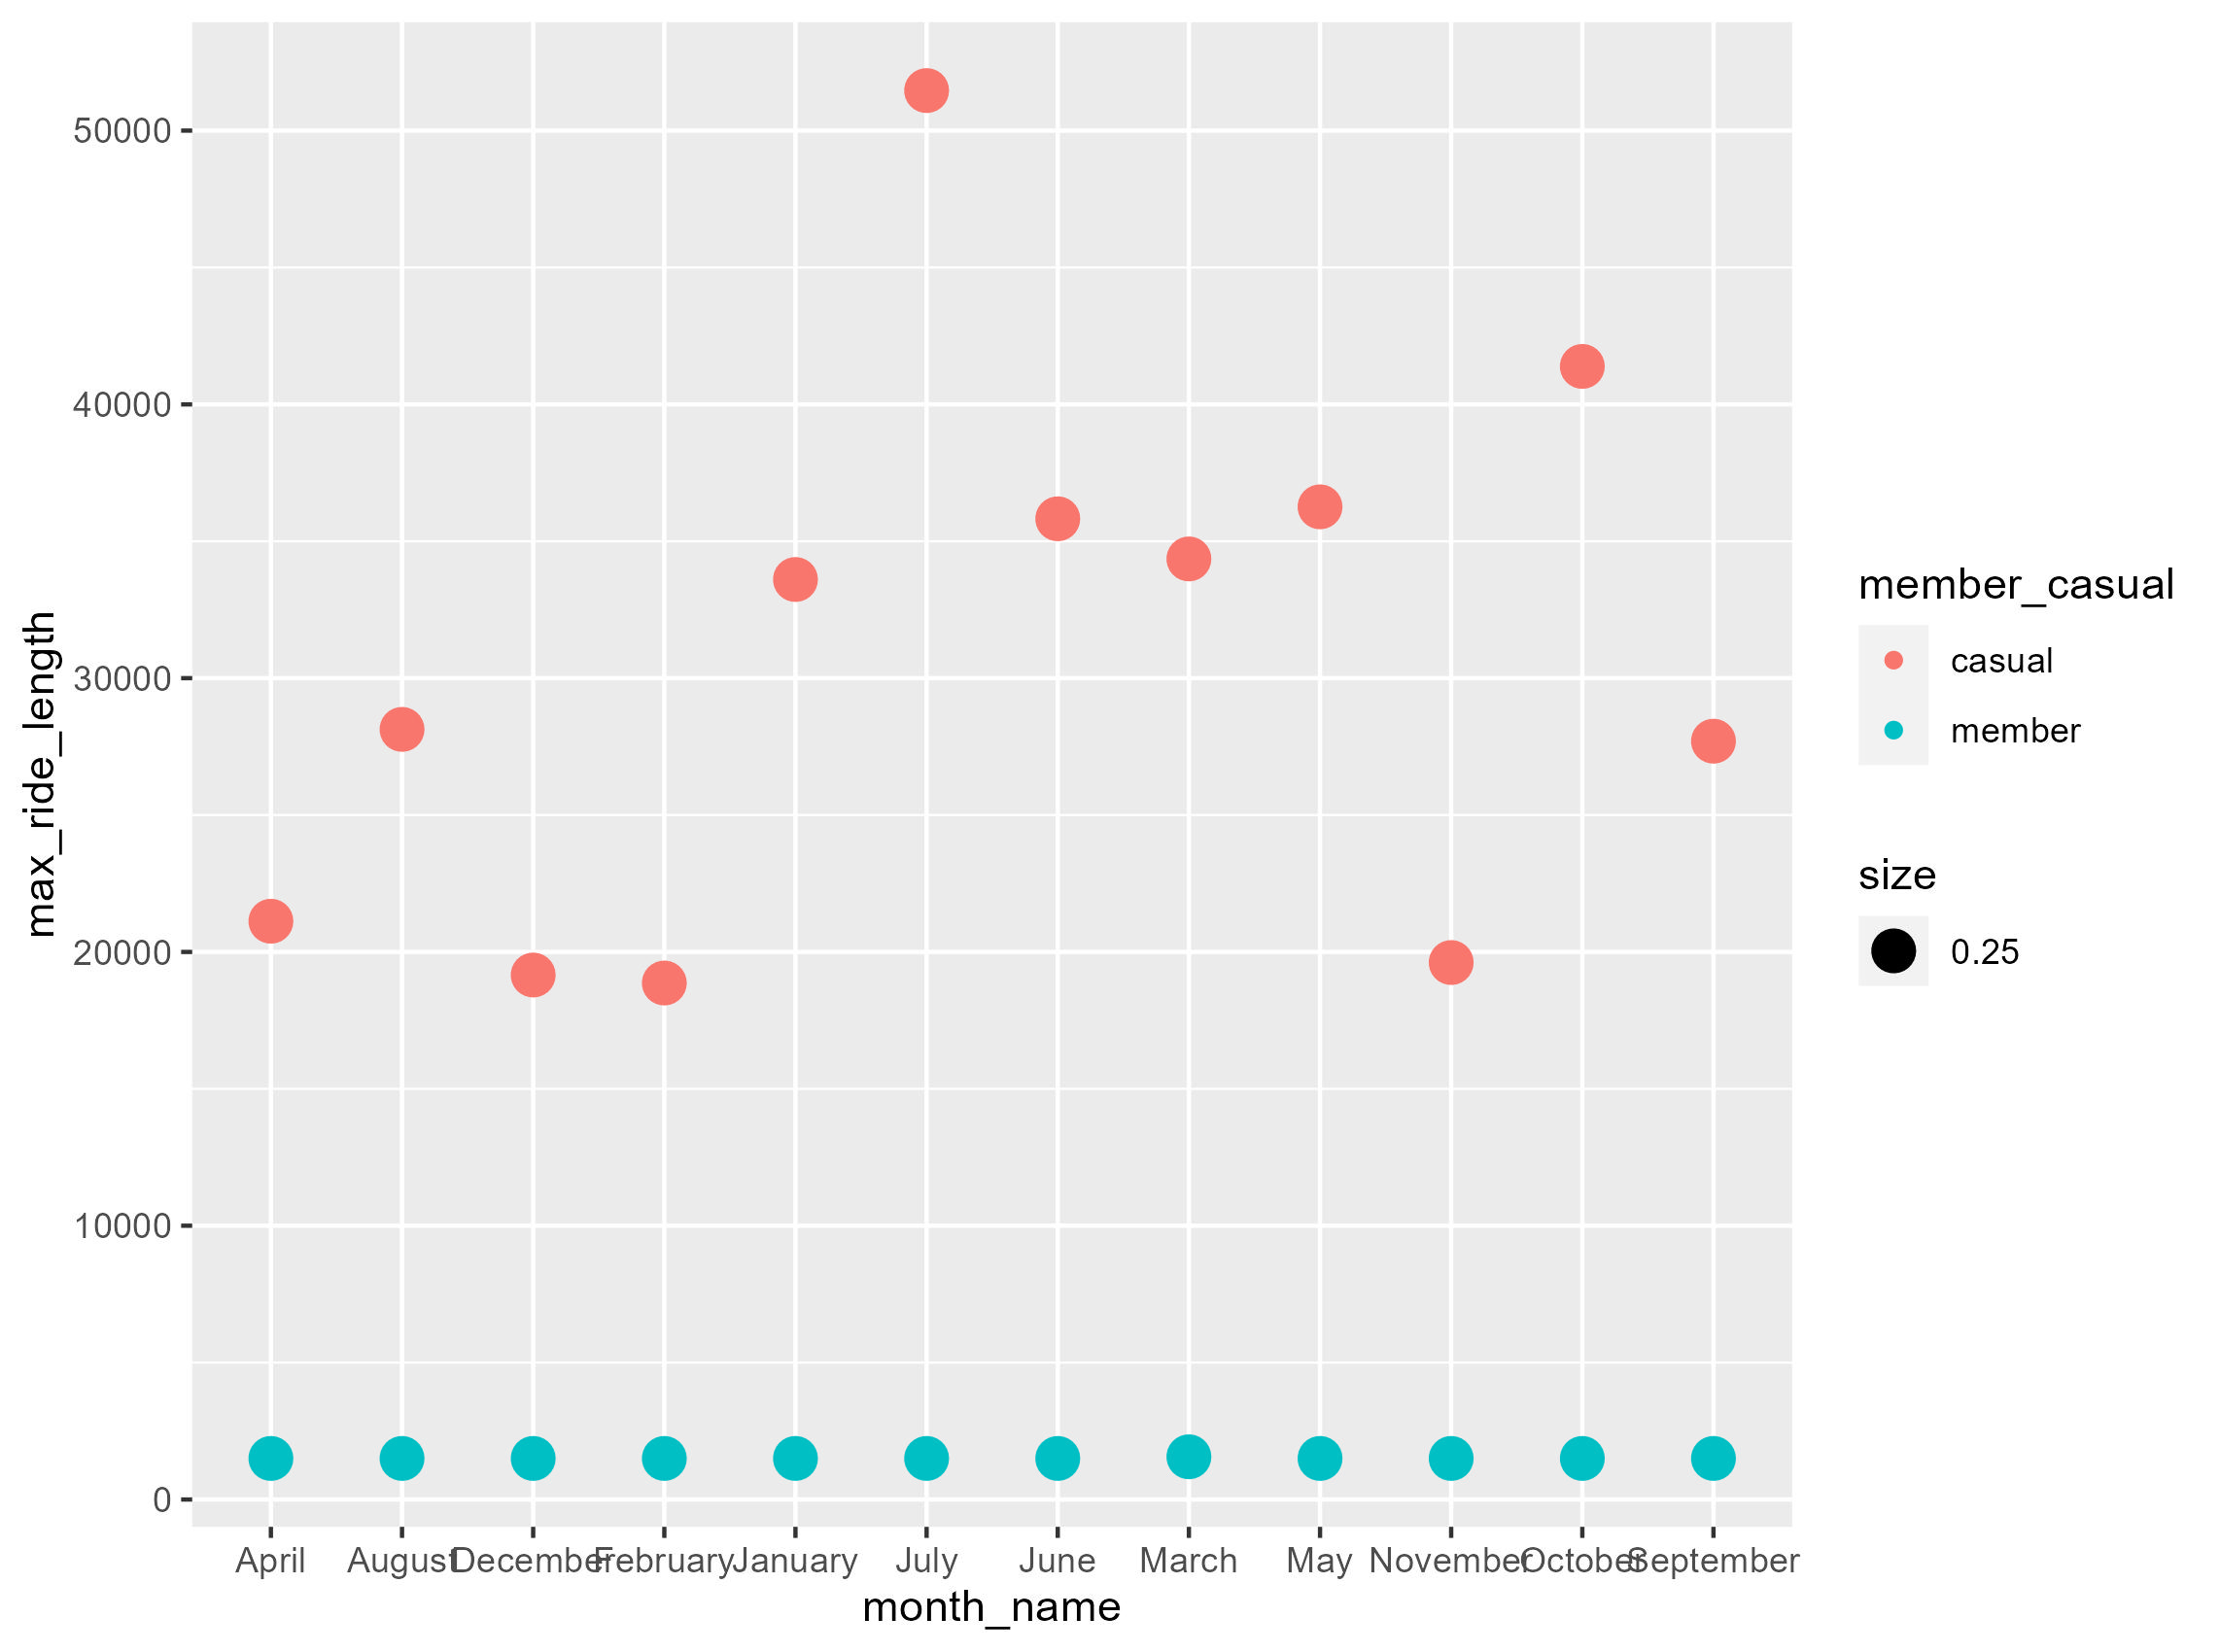 max_ride_length
50000
40000
30000
20000
10000
0
April August December February January July June March May November October September
month_name
member_casual
casual
member
size
0.25